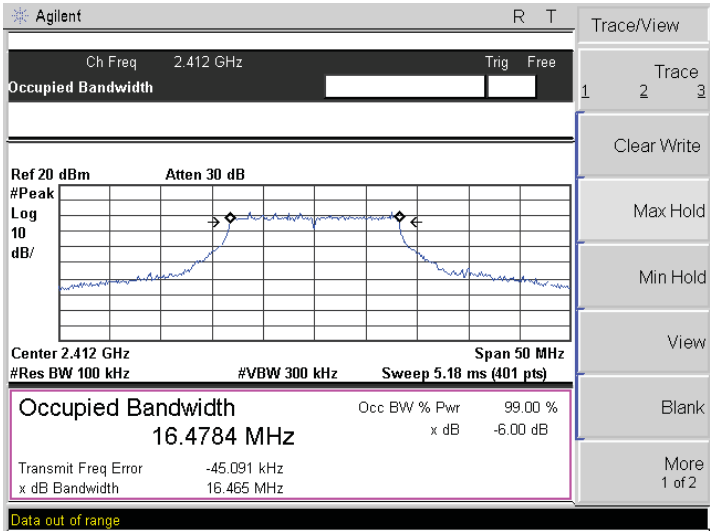 Agilent R T
Trace/View
Ch Freq 2.412 GHz Trig Free
Occupied Bandwidth
Trace
1 2 3
Clear Write
Ref 20 dBm Atten 30 dB
#Peak
Log
10
dB/
Max Hold
Min Hold
View
Center 2.412 GHz Span 50 MHz
#Res BW 100 kHz #VBW 300 kHz Sweep 5.18 ms (401 pts)
Occupied Bandwidth
16.4784 MHz
Occ BW % Pwr 99.00 %
x dB -6.00 dB
Transmit Freq Error -45.091 kHz
x dB Bandwidth 16.465 MHz
Blank
More
1 of 2
Data out of range